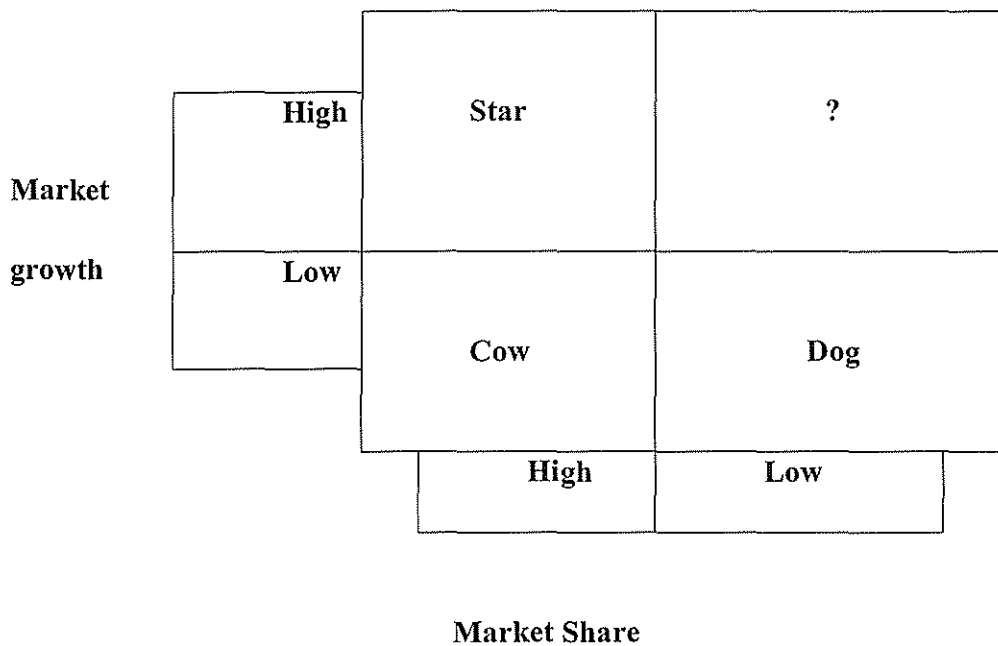 High Star ?
Market
growth Low
Cow Dog
High Low
Market Share